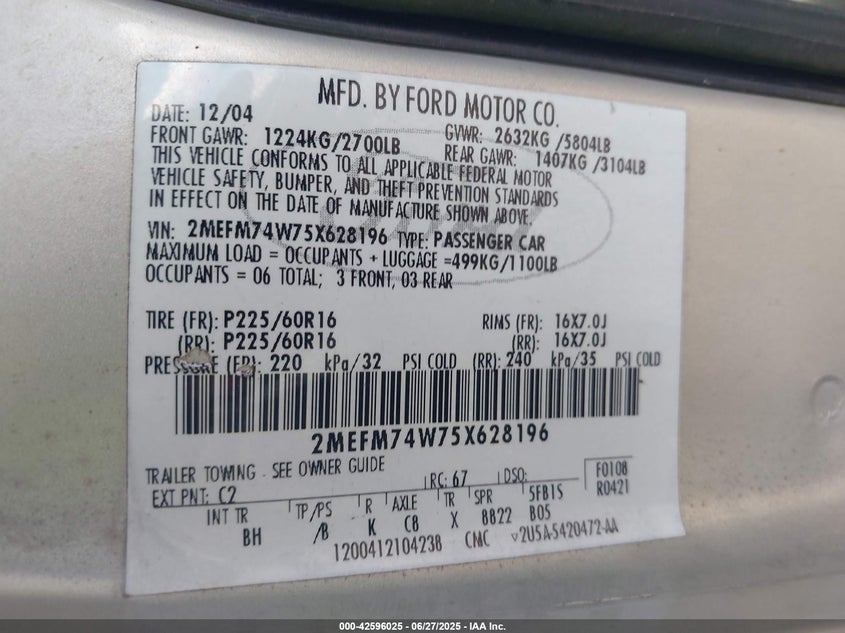 MFD. BY FORD MOTOR CO.
DATE: 12/04
GVWR: 2632KG /5804LB
FRONT GAWR: 1224KG/2700LB
REAR GAWR: 1407KG /3104LB
THIS VEHICLE CONFORMS TO ALL APPLICABLE FEDERAL MOTOR
VEHICLE SAFETY, BUMPER, AND THEFT PREVENTION STANDARDS
IN EFFECT ON THE DATE OF MANUFACTURE SHOWN ABOVE.
VIN: 2MEFM74W75X628196 TYPE: PASSENGER CAR
MAXIMUM LOAD = OCCUPANTS + LUGGAGE =499KG/1100LB
OCCUPANTS = 06 TOTAL; 3 FRONT, 03 REAR
TIRE (FR): P225/60R16 RIMS (FR): 16X7.0J
(RR): P225/60R16 (RR): 16X7.0J
PRESSURE (FR): 220 kPa/32 PSI COLD (RR): 240 kPa/35 PSI COLD
2MEFM74W75X628196
TRAILER TOWING - SEE OWNER GUIDE
EXT PNT: C2 RC: 67 DSO: F0108
R0421
INT TR TP/PS R AXLE TR SPR 5FB15
BH /B K C8 X 8B22 B05
1200412104238 CMC v2U5A-5420472-AA
000-42596025 | 06/27/2025 - IAA Inc.